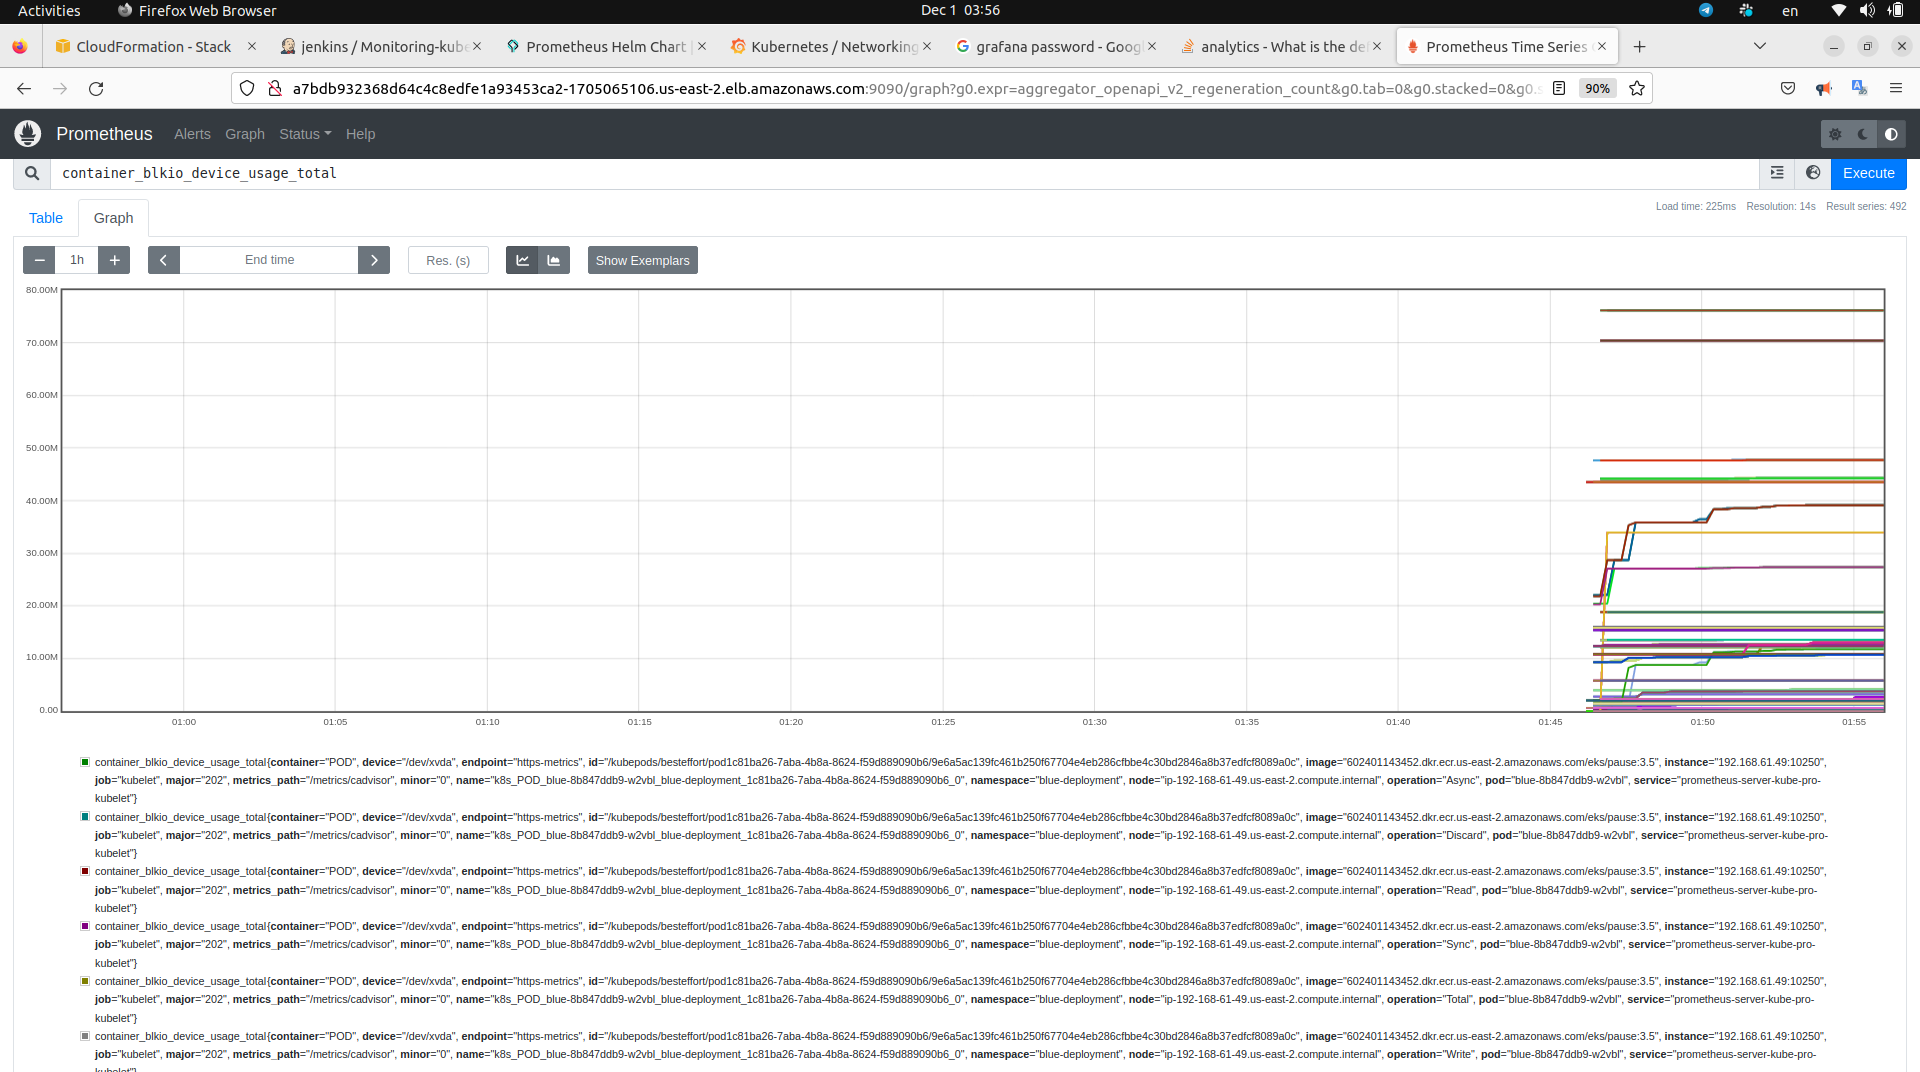 Activities Firefox Web Browser Dec 1 03:56 en
CloudFormation - Stack jenkins / Monitoring-kube Prometheus Helm Chart | Kubernetes / Networking grafana password - Goog analytics - What is the de Prometheus Time Series
a7bdb932368d64c4c8edfe1a93453ca2-1705065106.us-east-2.elb.amazonaws.com:9090/graph?g0.expr=aggregator_openapi_v2_regeneration_count&g0.tab=0&g0.stacked=0&g0. 90%
Prometheus Alerts Graph Status Help
container_blkio_device_usage_total Execute
Table Graph Load time: 225ms Resolution: 14s Result series: 492
1h End time Res. (s) Show Exemplars
80.00M
70.00M
60.00M
50.00M
40.00M
30.00M
20.00M
10.00M
0.00
01:00 01:05 01:10 01:15 01:20 01:25 01:30 01:35 01:40 01:45 01:50 01:55
container_blkio_device_usage_total{container="POD", device="/dev/xvda", endpoint="https-metrics", id="/kubepods/besteffort/pod1c81ba26-7aba-4b8a-8624-f59d889090b6/9e6a5ac139fc461b250f67704e4eb286cfbbe4c30bd2846a8b37edfcf8089a0c", image="602401143452.dkr.ecr.us-east-2.amazonaws.com/eks/pause:3.5", instance="192.168.61.49:10250",
job="kubelet", major="202", metrics_path="/metrics/cadvisor", minor="0", name="k8s_POD_blue-8b847ddb9-w2vbl_blue-deployment_1c81ba26-7aba-4b8a-8624-f59d889090b6_0", namespace="blue-deployment", node="ip-192-168-61-49.us-east-2.compute.internal", operation="Async", pod="blue-8b847ddb9-w2vbl", service="prometheus-server-kube-pro-
kubelet"}
container_blkio_device_usage_total{container="POD", device="/dev/xvda", endpoint="https-metrics", id="/kubepods/besteffort/pod1c81ba26-7aba-4b8a-8624-f59d889090b6/9e6a5ac139fc461b250f67704e4eb286cfbbe4c30bd2846a8b37edfcf8089a0c", image="602401143452.dkr.ecr.us-east-2.amazonaws.com/eks/pause:3.5", instance="192.168.61.49:10250",
job="kubelet", major="202", metrics_path="/metrics/cadvisor", minor="0", name="k8s_POD_blue-8b847ddb9-w2vbl_blue-deployment_1c81ba26-7aba-4b8a-8624-f59d889090b6_0", namespace="blue-deployment", node="ip-192-168-61-49.us-east-2.compute.internal", operation="Discard", pod="blue-8b847ddb9-w2vbl", service="prometheus-server-kube-pro-
kubelet"}
container_blkio_device_usage_total{container="POD", device="/dev/xvda", endpoint="https-metrics", id="/kubepods/besteffort/pod1c81ba26-7aba-4b8a-8624-f59d889090b6/9e6a5ac139fc461b250f67704e4eb286cfbbe4c30bd2846a8b37edfcf8089a0c", image="602401143452.dkr.ecr.us-east-2.amazonaws.com/eks/pause:3.5", instance="192.168.61.49:10250",
job="kubelet", major="202", metrics_path="/metrics/cadvisor", minor="0", name="k8s_POD_blue-8b847ddb9-w2vbl_blue-deployment_1c81ba26-7aba-4b8a-8624-f59d889090b6_0", namespace="blue-deployment", node="ip-192-168-61-49.us-east-2.compute.internal", operation="Read", pod="blue-8b847ddb9-w2vbl", service="prometheus-server-kube-pro-
kubelet"}
container_blkio_device_usage_total{container="POD", device="/dev/xvda", endpoint="https-metrics", id="/kubepods/besteffort/pod1c81ba26-7aba-4b8a-8624-f59d889090b6/9e6a5ac139fc461b250f67704e4eb286cfbbe4c30bd2846a8b37edfcf8089a0c", image="602401143452.dkr.ecr.us-east-2.amazonaws.com/eks/pause:3.5", instance="192.168.61.49:10250",
job="kubelet", major="202", metrics_path="/metrics/cadvisor", minor="0", name="k8s_POD_blue-8b847ddb9-w2vbl_blue-deployment_1c81ba26-7aba-4b8a-8624-f59d889090b6_0", namespace="blue-deployment", node="ip-192-168-61-49.us-east-2.compute.internal", operation="Sync", pod="blue-8b847ddb9-w2vbl", service="prometheus-server-kube-pro-
kubelet"}
container_blkio_device_usage_total{container="POD", device="/dev/xvda", endpoint="https-metrics", id="/kubepods/besteffort/pod1c81ba26-7aba-4b8a-8624-f59d889090b6/9e6a5ac139fc461b250f67704e4eb286cfbbe4c30bd2846a8b37edfcf8089a0c", image="602401143452.dkr.ecr.us-east-2.amazonaws.com/eks/pause:3.5", instance="192.168.61.49:10250",
job="kubelet", major="202", metrics_path="/metrics/cadvisor", minor="0", name="k8s_POD_blue-8b847ddb9-w2vbl_blue-deployment_1c81ba26-7aba-4b8a-8624-f59d889090b6_0", namespace="blue-deployment", node="ip-192-168-61-49.us-east-2.compute.internal", operation="Total", pod="blue-8b847ddb9-w2vbl", service="prometheus-server-kube-pro-
kubelet"}
container_blkio_device_usage_total{container="POD", device="/dev/xvda", endpoint="https-metrics", id="/kubepods/besteffort/pod1c81ba26-7aba-4b8a-8624-f59d889090b6/9e6a5ac139fc461b250f67704e4eb286cfbbe4c30bd2846a8b37edfcf8089a0c", image="602401143452.dkr.ecr.us-east-2.amazonaws.com/eks/pause:3.5", instance="192.168.61.49:10250",
job="kubelet", major="202", metrics_path="/metrics/cadvisor", minor="0", name="k8s_POD_blue-8b847ddb9-w2vbl_blue-deployment_1c81ba26-7aba-4b8a-8624-f59d889090b6_0", namespace="blue-deployment", node="ip-192-168-61-49.us-east-2.compute.internal", operation="Write", pod="blue-8b847ddb9-w2vbl", service="prometheus-server-kube-pro-